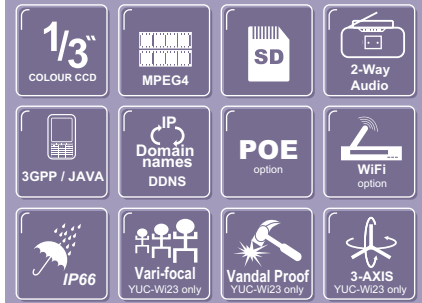 1/3"
COLOUR CCD
MPEG4
SD
2-Way
Audio
3GPP / JAVA
IP
Domain
names
DDNS
POE
option
WiFi
option
IP66
Vari-focal
YUC-Wi23 only
Vandal Proof
YUC-Wi23 only
3-AXIS
YUC-Wi23 only